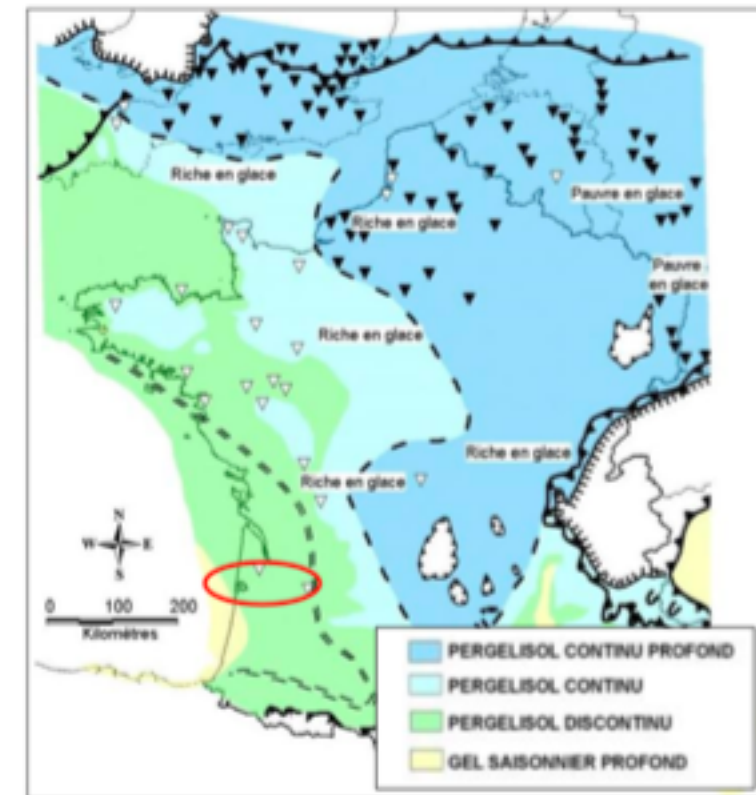 Riche en glace
Pauvre en glace
Riche en glace
Pauvre
en glace
Riche en glace
Riche en glace
Riche en glace
N
W E
S
0 100 200
Kilomètres
PERGELISOL CONTINU PROFOND
PERGELISOL CONTINU
PERGELISOL DISCONTINU
GEL SAISONNIER PROFOND